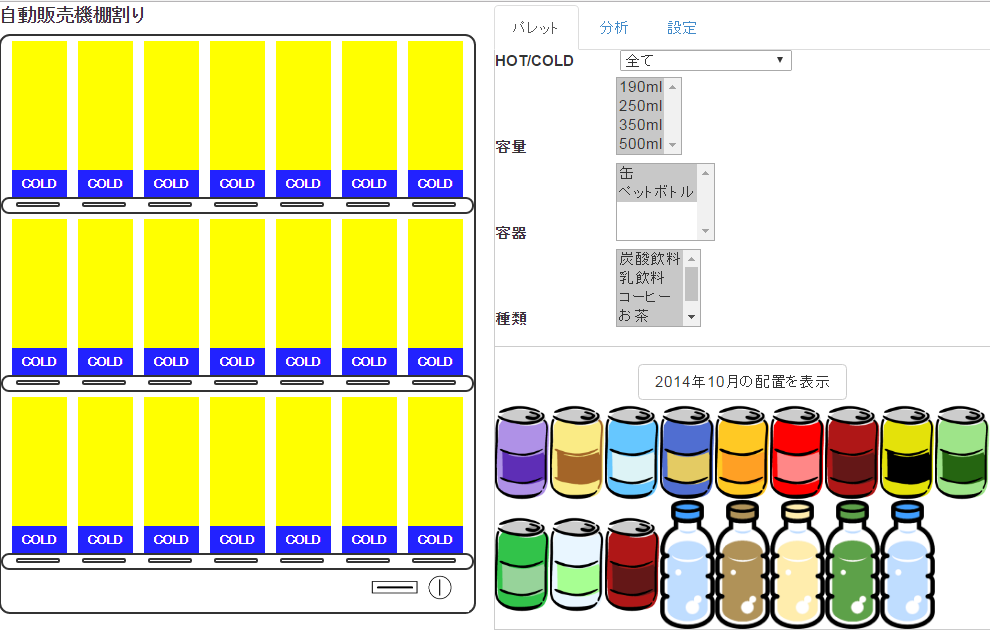 自動販売機棚割り
COLD COLD COLD COLD COLD COLD COLD
COLD COLD COLD COLD COLD COLD COLD
COLD COLD COLD COLD COLD COLD COLD
パレット 分析 設定
HOT/COLD 全て
容量
190ml
250ml
350ml
500ml
容器
缶
ペットボトル
種類
炭酸飲料
乳飲料
コーヒー
お茶
2014年10月の配置を表示